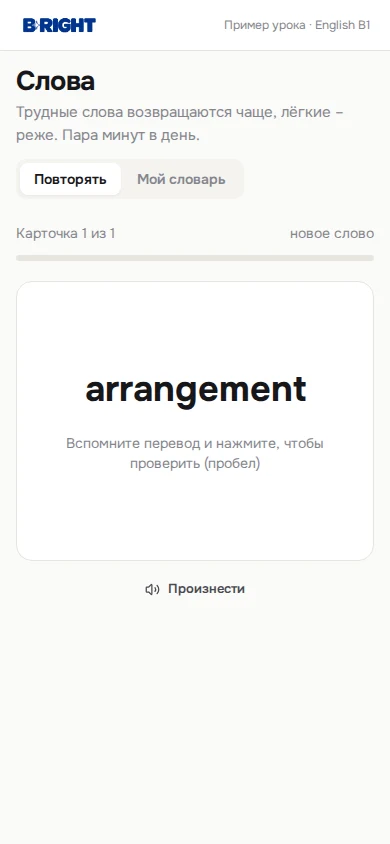 B RIGHT
Пример урока · English B1
Слова
Трудные слова возвращаются чаще, лёгкие –
реже. Пара минут в день.
Повторять
Мой словарь
Карточка 1 из 1
новое слово
arrangement
Вспомните перевод и нажмите, чтобы
проверить (пробел)
Произнести